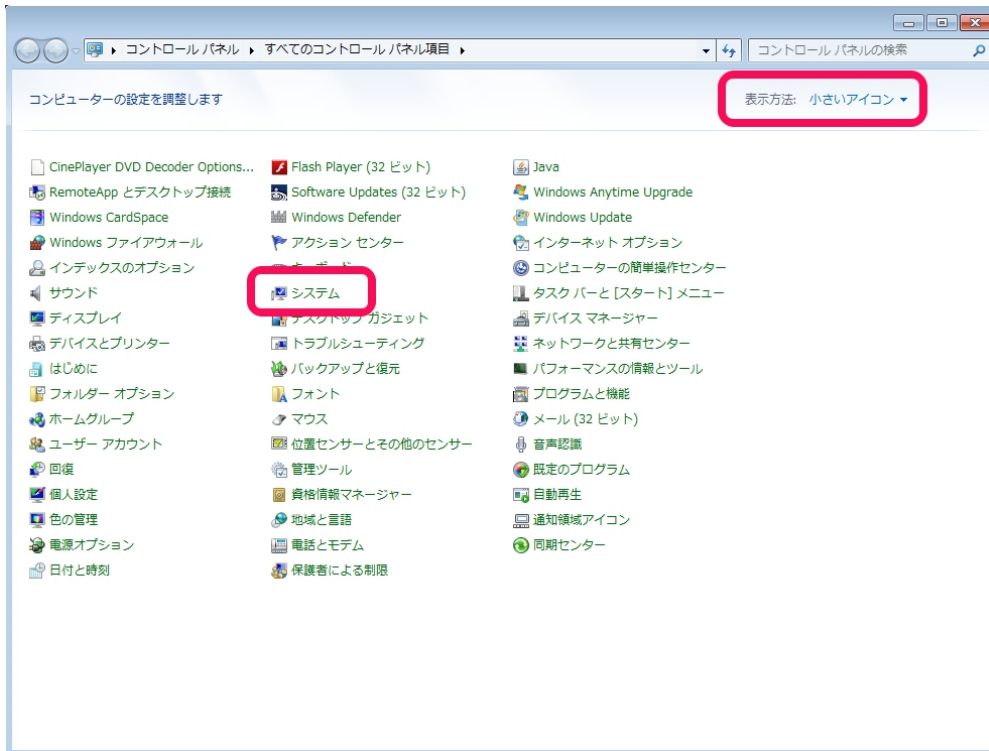 コントロール パネル ▸ すべてのコントロール パネル項目 ▸
コントロール パネルの検索
コンピューターの設定を調整します
表示方法: 小さいアイコン
CinePlayer DVD Decoder Options...
Flash Player (32 ビット)
Java
RemoteApp とデスクトップ接続
Software Updates (32 ビット)
Windows Anytime Upgrade
Windows CardSpace
Windows Defender
Windows Update
Windows ファイアウォール
アクション センター
インターネット オプション
インデックスのオプション
キーボード
コンピューターの簡単操作センター
サウンド
システム
タスク バーと [スタート] メニュー
ディスプレイ
デスクトップ ガジェット
デバイス マネージャー
デバイスとプリンター
トラブルシューティング
ネットワークと共有センター
はじめに
バックアップと復元
パフォーマンスの情報とツール
フォルダー オプション
フォント
プログラムと機能
ホームグループ
マウス
メール (32 ビット)
ユーザー アカウント
位置センサーとその他のセンサー
音声認識
回復
管理ツール
既定のプログラム
個人設定
資格情報マネージャー
自動再生
色の管理
地域と言語
通知領域アイコン
電源オプション
電話とモデム
同期センター
日付と時刻
保護者による制限